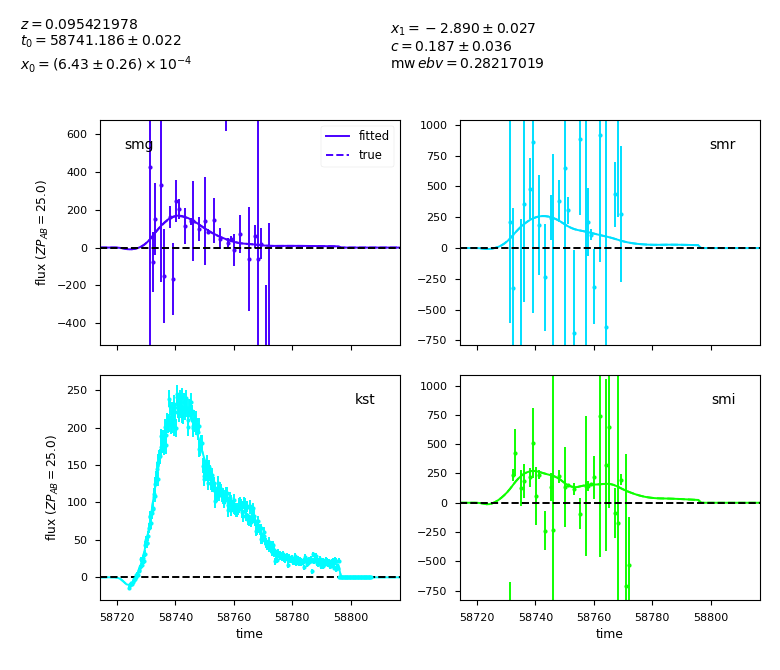 z = 0.095421978
t₀ = 58741.186 ± 0.022
x₀ = (6.43 ± 0.26) × 10⁻⁴
x₁ = −2.890 ± 0.027
c = 0.187 ± 0.036
mw ebv = 0.28217019
smg
fitted
true
600
400
200
0
−200
−400
flux (ZP_AB = 25.0)
smr
1000
750
500
250
0
−250
−500
−750
kst
250
200
150
100
50
0
flux (ZP_AB = 25.0)
58720 58740 58760 58780 58800
time
smi
1000
750
500
250
0
−250
−500
−750
58720 58740 58760 58780 58800
time